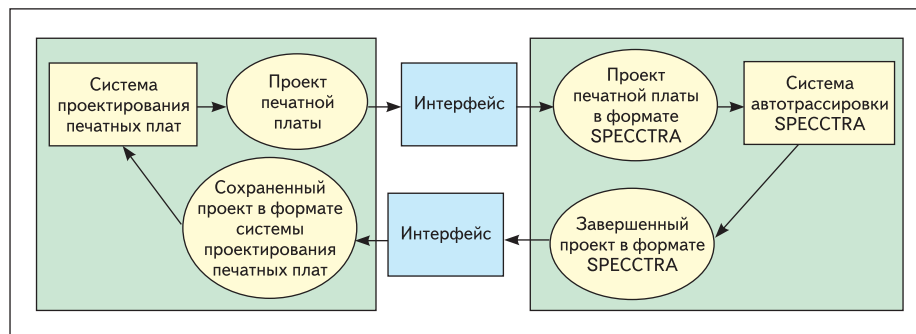 Система
проектирования
печатных плат
Проект
печатной
платы
Интерфейс
Проект
печатной платы
в формате
SPECCTRA
Система
автотрассировки
SPECCTRA
Сохраненный
проект в формате
системы
проектирования
печатных плат
Интерфейс
Завершенный
проект в формате
SPECCTRA